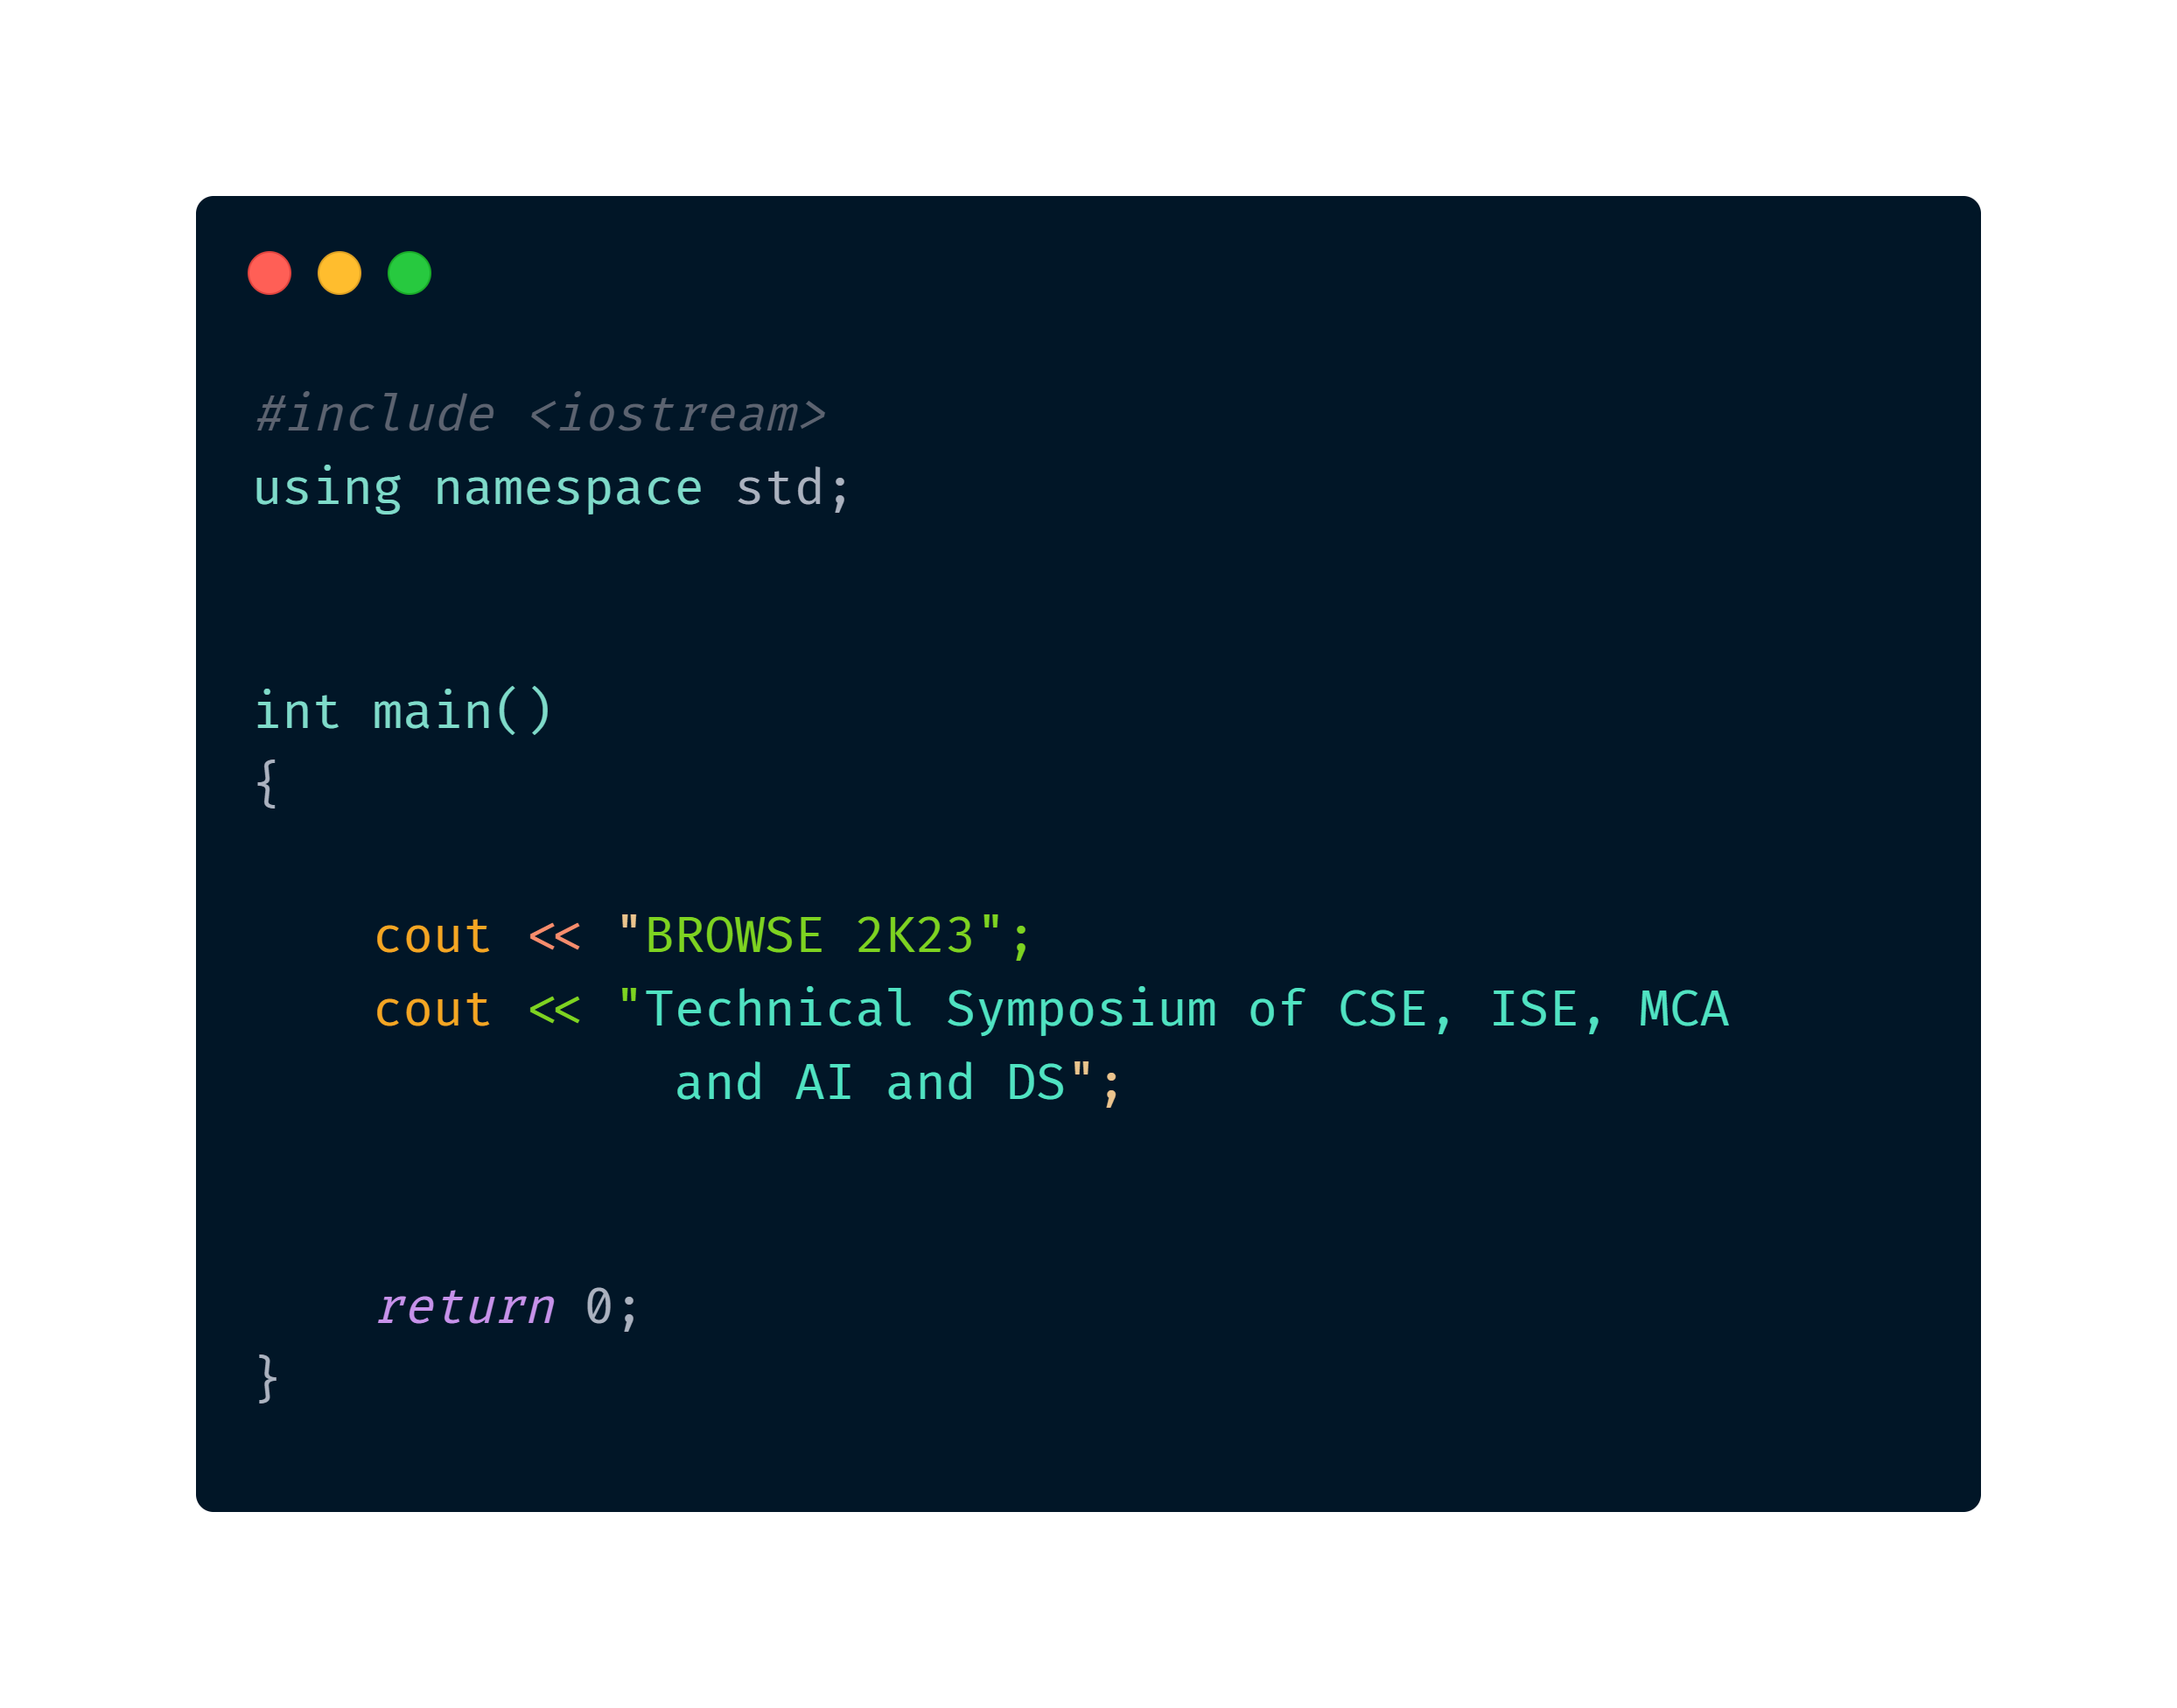 #include <iostream>
using namespace std;
int main()
{
cout << "BROWSE 2K23";
cout << "Technical Symposium of CSE, ISE, MCA
and AI and DS";
return 0;
}